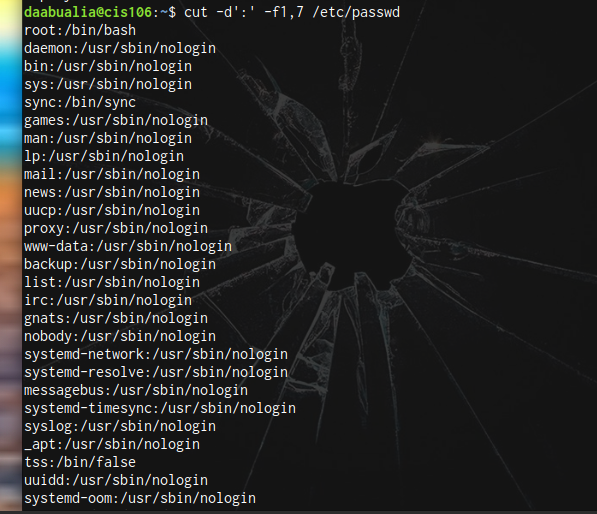 daabualia@cis106:~$ cut -d':' -f1,7 /etc/passwd
root:/bin/bash
daemon:/usr/sbin/nologin
bin:/usr/sbin/nologin
sys:/usr/sbin/nologin
sync:/bin/sync
games:/usr/sbin/nologin
man:/usr/sbin/nologin
lp:/usr/sbin/nologin
mail:/usr/sbin/nologin
news:/usr/sbin/nologin
uucp:/usr/sbin/nologin
proxy:/usr/sbin/nologin
www-data:/usr/sbin/nologin
backup:/usr/sbin/nologin
list:/usr/sbin/nologin
irc:/usr/sbin/nologin
gnats:/usr/sbin/nologin
nobody:/usr/sbin/nologin
systemd-network:/usr/sbin/nologin
systemd-resolve:/usr/sbin/nologin
messagebus:/usr/sbin/nologin
systemd-timesync:/usr/sbin/nologin
syslog:/usr/sbin/nologin
_apt:/usr/sbin/nologin
tss:/bin/false
uuidd:/usr/sbin/nologin
systemd-oom:/usr/sbin/nologin